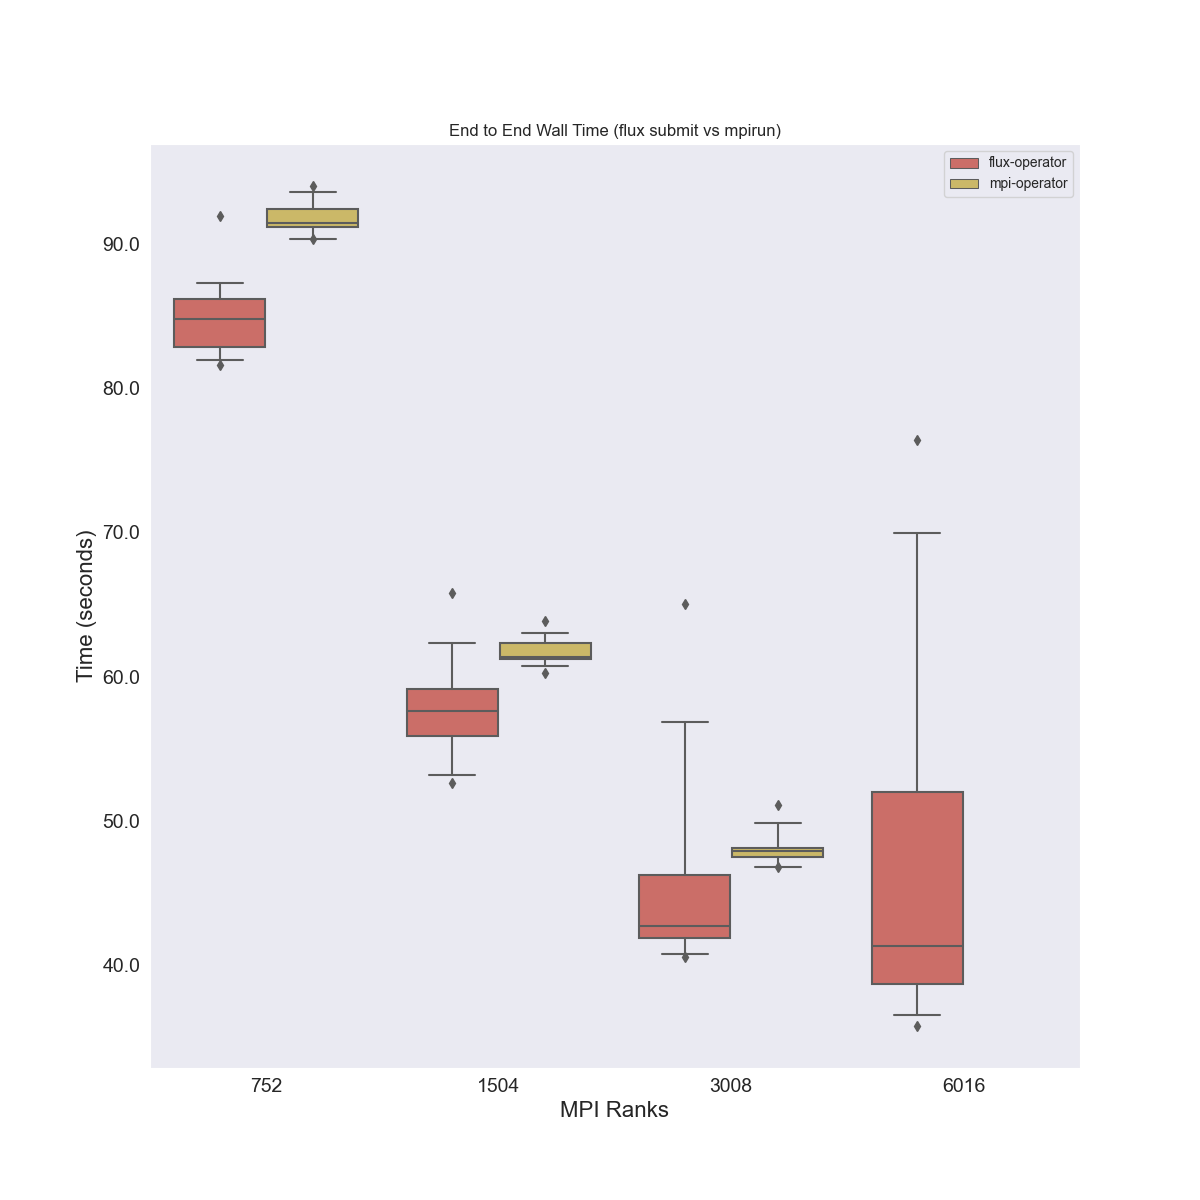 End to End Wall Time (flux submit vs mpirun)
flux-operator
mpi-operator
90.0
80.0
70.0
60.0
50.0
40.0
Time (seconds)
752 1504 3008 6016
MPI Ranks